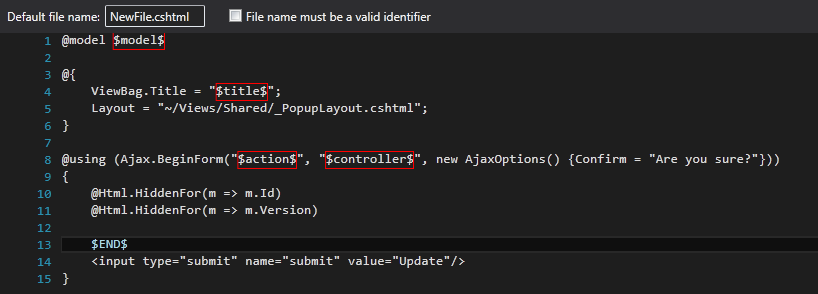 Default file name: NewFile.cshtml File name must be a valid identifier
1 @model $model$
2
3 @{
4     ViewBag.Title = "$title$";
5     Layout = "~/Views/Shared/_PopupLayout.cshtml";
6 }
7
8 @using (Ajax.BeginForm("$action$", "$controller$", new AjaxOptions() {Confirm = "Are you sure?"}))
9 {
10     @Html.HiddenFor(m => m.Id)
11     @Html.HiddenFor(m => m.Version)
12
13     $END$
14     <input type="submit" name="submit" value="Update"/>
15 }